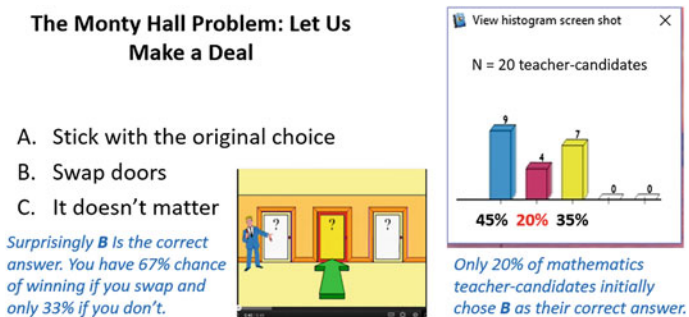 The Monty Hall Problem: Let Us
Make a Deal
A. Stick with the original choice
B. Swap doors
C. It doesn't matter
Surprisingly B Is the correct
answer. You have 67% chance
of winning if you swap and
only 33% if you don't.
? ? ?
View histogram screen shot
N = 20 teacher-candidates
9 4 7 0 0
45% 20% 35%
Only 20% of mathematics
teacher-candidates initially
chose B as their correct answer.